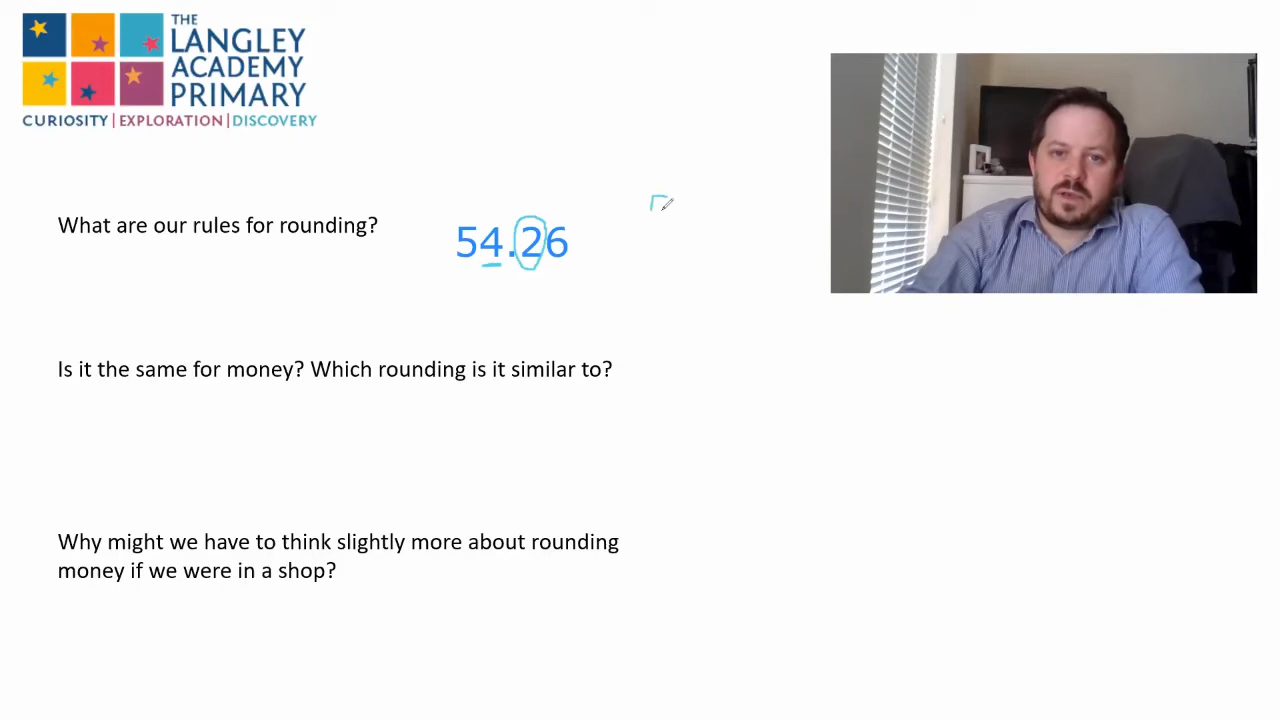 THE
LANGLEY
ACADEMY
PRIMARY
CURIOSITY | EXPLORATION | DISCOVERY
What are our rules for rounding?
54.26
Is it the same for money? Which rounding is it similar to?
Why might we have to think slightly more about rounding
money if we were in a shop?